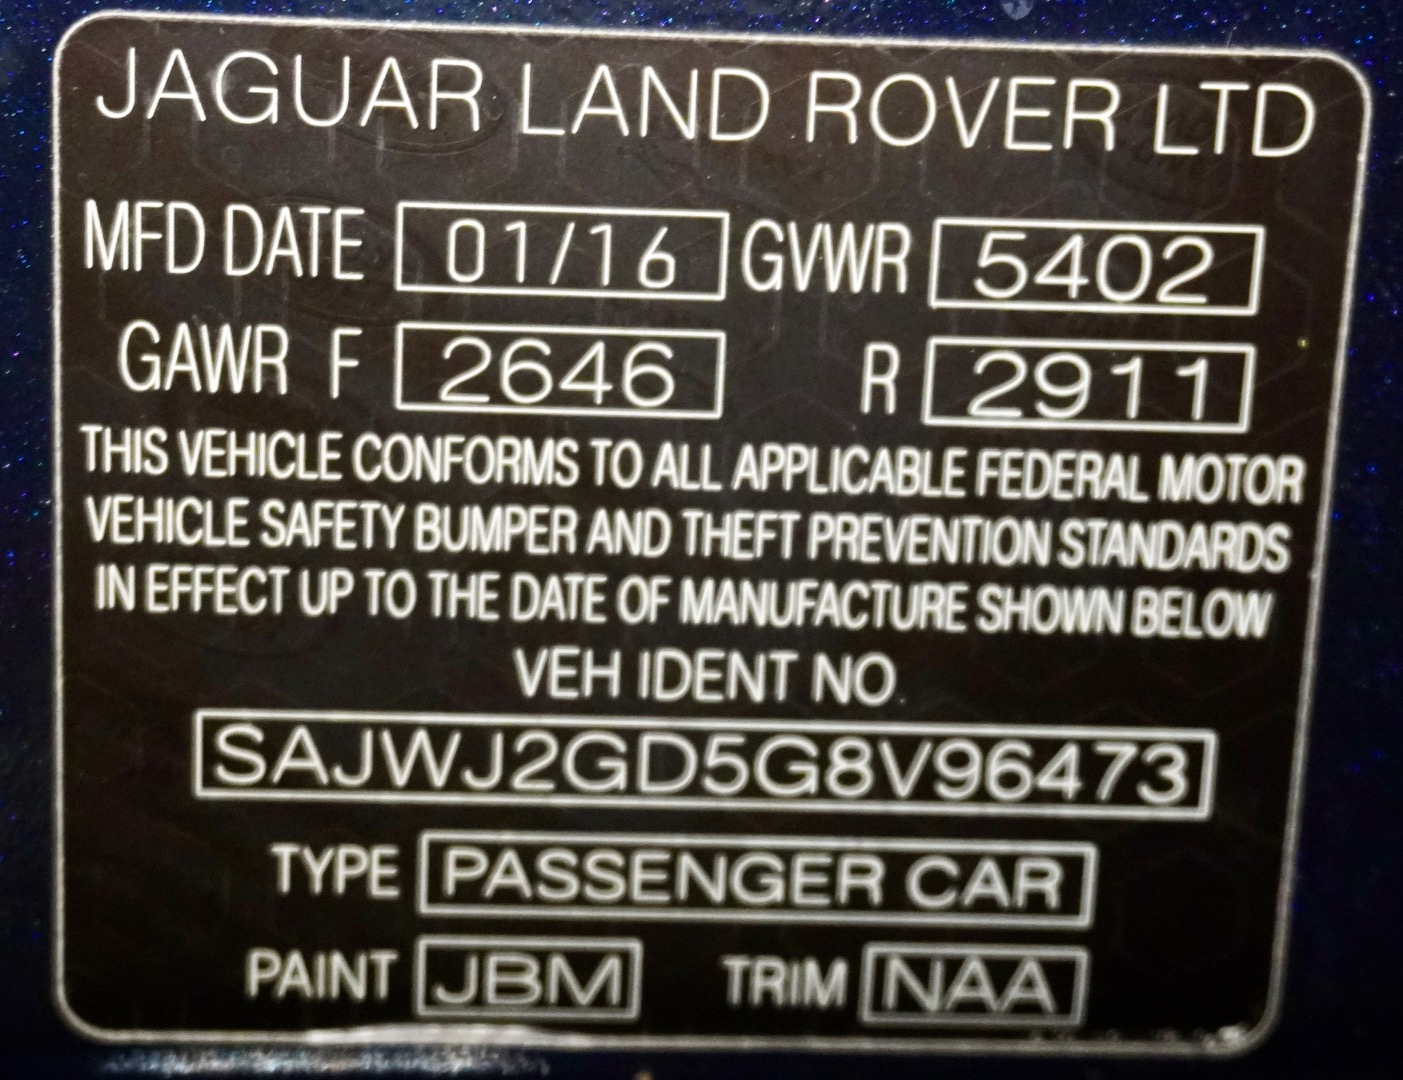 JAGUAR LAND ROVER LTD
MFD DATE 01/16 GVWR 5402
GAWR F 2646 R 2911
THIS VEHICLE CONFORMS TO ALL APPLICABLE FEDERAL MOTOR
VEHICLE SAFETY BUMPER AND THEFT PREVENTION STANDARDS
IN EFFECT UP TO THE DATE OF MANUFACTURE SHOWN BELOW
VEH IDENT NO
SAJWJ2GD5G8V96473
TYPE PASSENGER CAR
PAINT JBM TRIM NAA